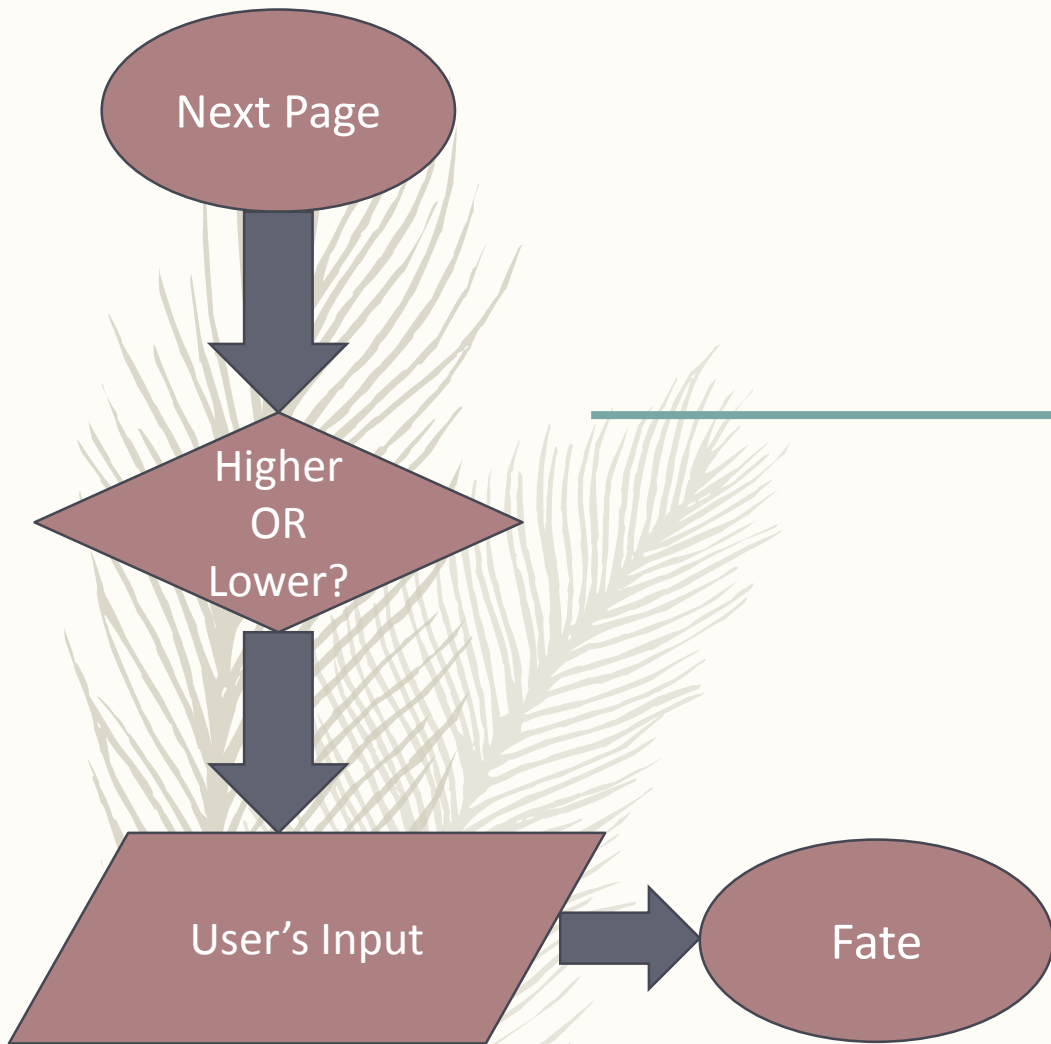 Next Page
Higher
OR
Lower?
User’s Input
Fate